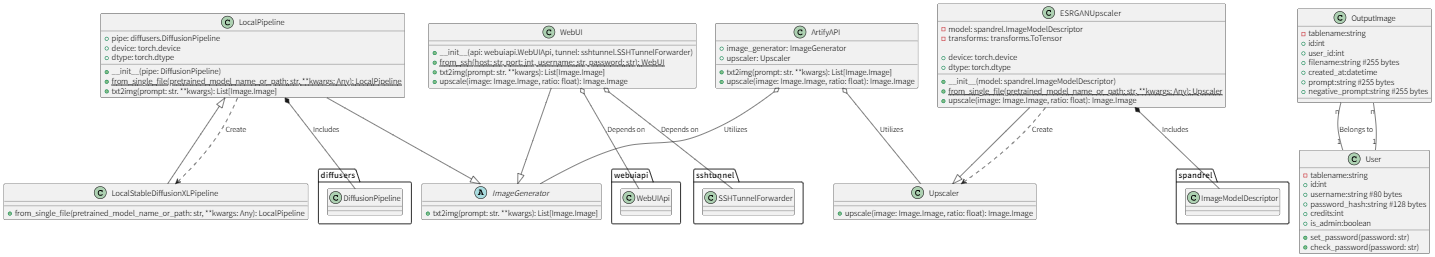 C LocalPipeline
pipe: diffusers.DiffusionPipeline
device: torch.device
dtype: torch.dtype
__init__(pipe: DiffusionPipeline)
from_single_file(pretrained_model_name_or_path: str, **kwargs: Any): LocalPipeline
txt2img(prompt: str, **kwargs): List[Image.Image]
C WebUI
__init__(api: webuiapi.WebUIApi, tunnel: sshtunnel.SSHTunnelForwarder)
from_ssh(host: str, port: int, username: str, password: str): WebUI
txt2img(prompt: str, **kwargs): List[Image.Image]
upscale(image: Image.Image, ratio: float): Image.Image
C ArtifyAPI
image_generator: ImageGenerator
upscaler: Upscaler
txt2img(prompt: str, **kwargs): List[Image.Image]
upscale(image: Image.Image, ratio: float): Image.Image
C ESRGANUpscaler
model: spandrel.ImageModelDescriptor
transforms: transforms.ToTensor
device: torch.device
dtype: torch.dtype
__init__(model: spandrel.ImageModelDescriptor)
from_single_file(pretrained_model_name_or_path: str, **kwargs: Any): Upscaler
upscale(image: Image.Image, ratio: float): Image.Image
C OutputImage
tablename:string
id:int
user_id:int
filename:string #255 bytes
created_at:datetime
prompt:string #255 bytes
negative_prompt:string #255 bytes
Create
Includes
Depends on
Depends on
Utilizes
Utilizes
Create
Includes
n
n
Belongs to
1
1
C LocalStableDiffusionXLPipeline
from_single_file(pretrained_model_name_or_path: str, **kwargs: Any): LocalPipeline
diffusers
C DiffusionPipeline
A ImageGenerator
txt2img(prompt: str, **kwargs): List[Image.Image]
webuiapi
C WebUIApi
sshtunnel
C SSHTunnelForwarder
C Upscaler
upscale(image: Image.Image, ratio: float): Image.Image
spandrel
C ImageModelDescriptor
C User
tablename:string
id:int
username:string #80 bytes
password_hash:string #128 bytes
credits:int
is_admin:boolean
set_password(password: str)
check_password(password: str)